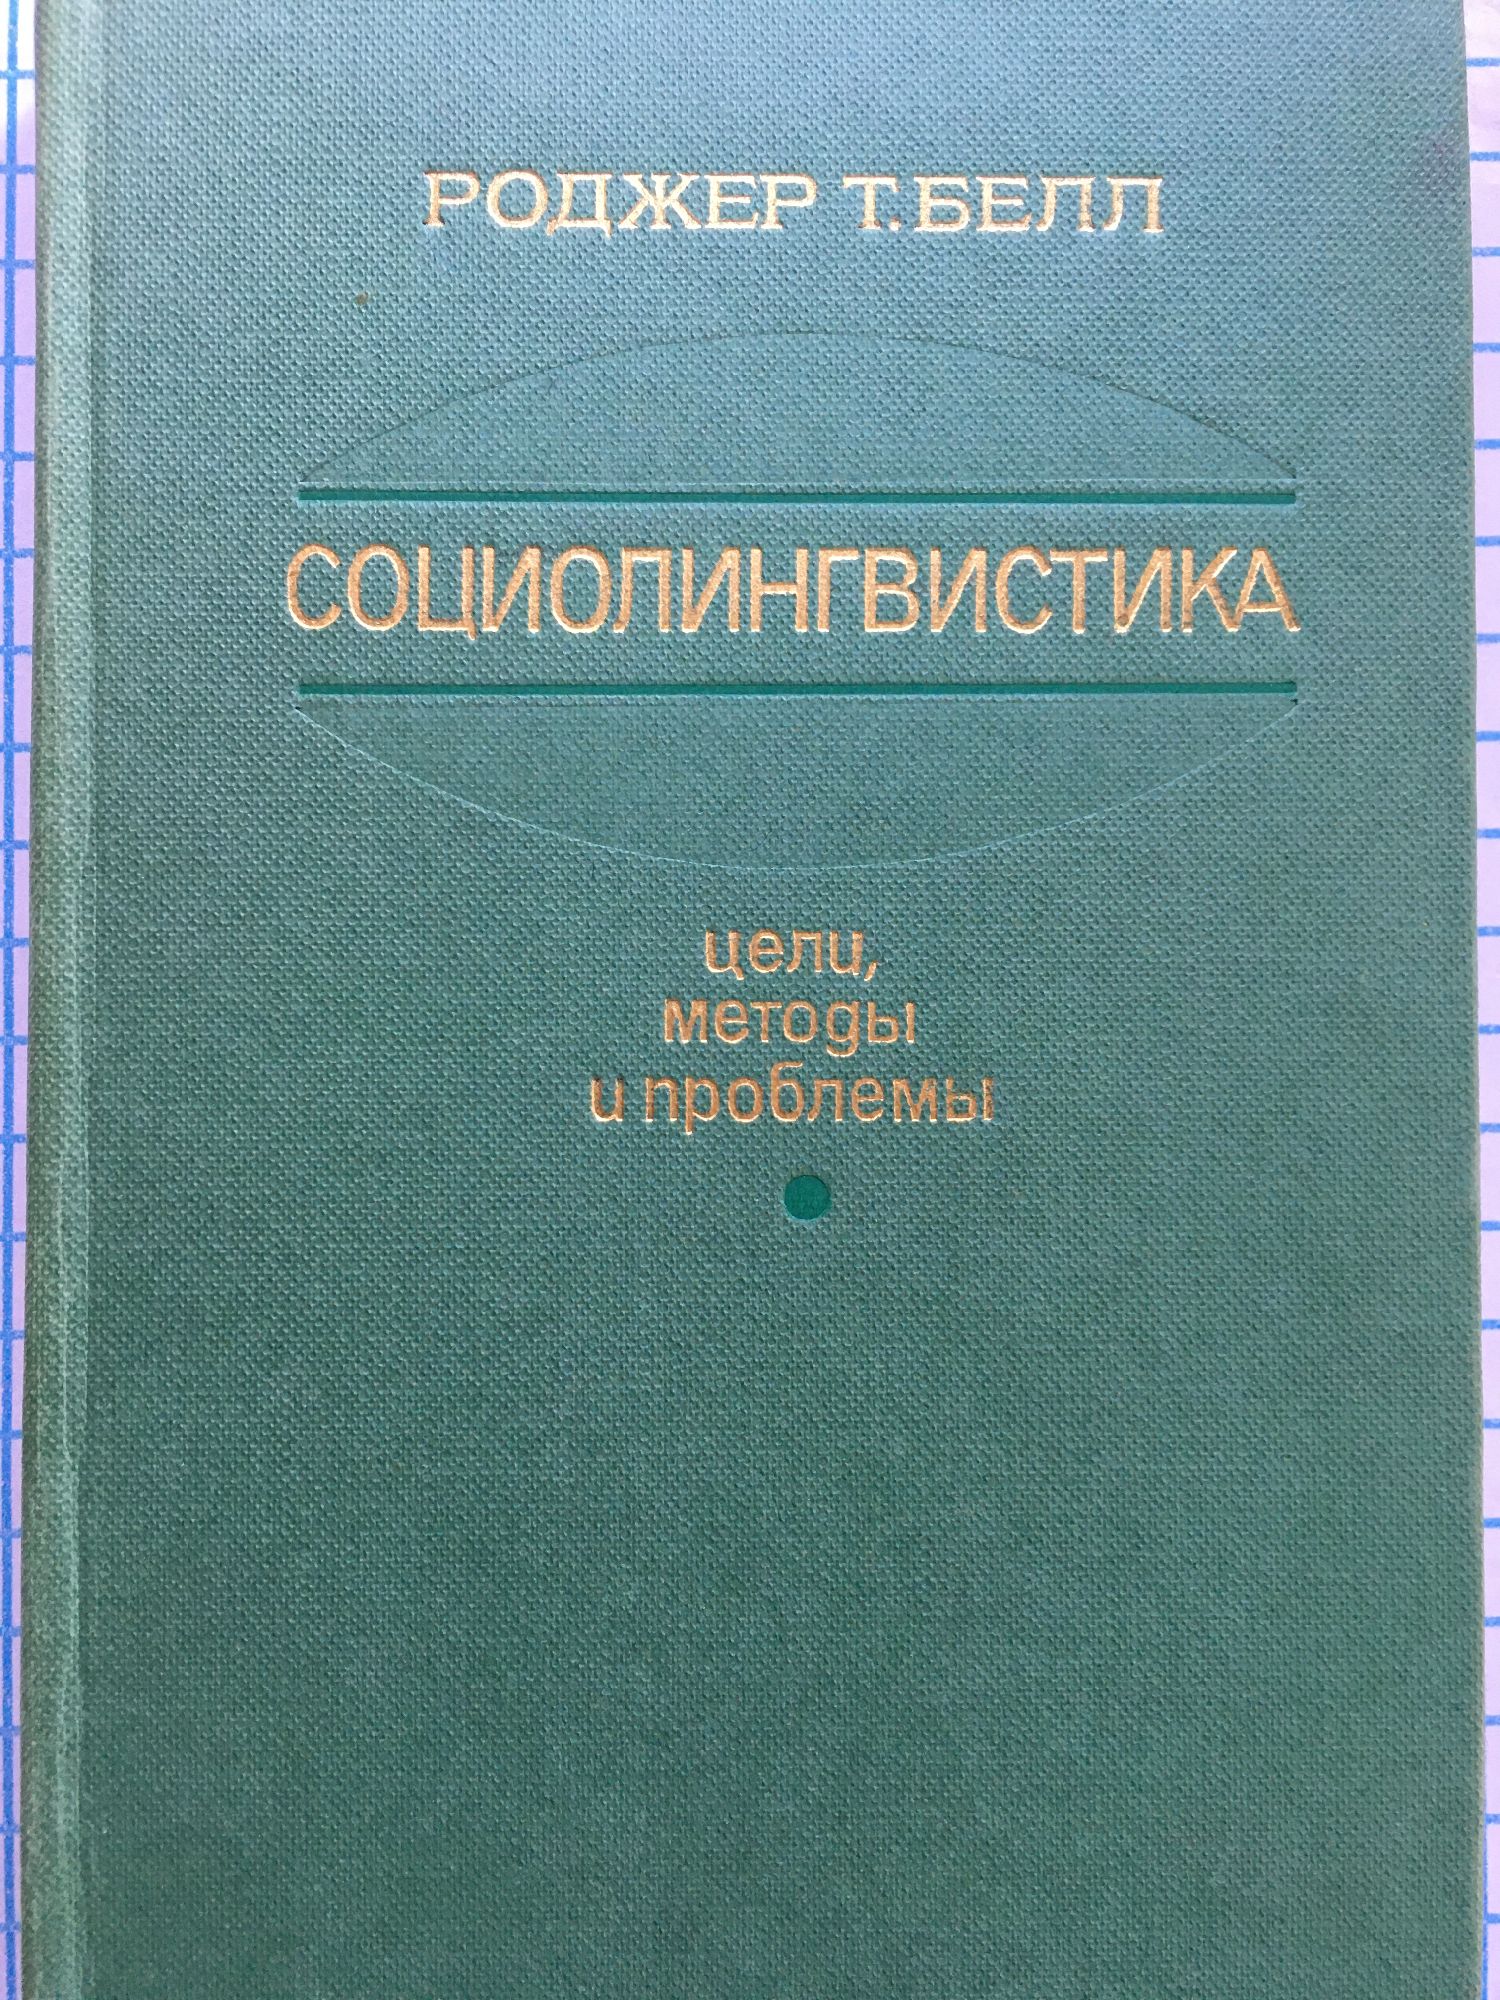 РОДЖЕР Т. БЕЛЛ
СОЦИОЛИНГВИСТИКА
цели,
методы
и проблемы